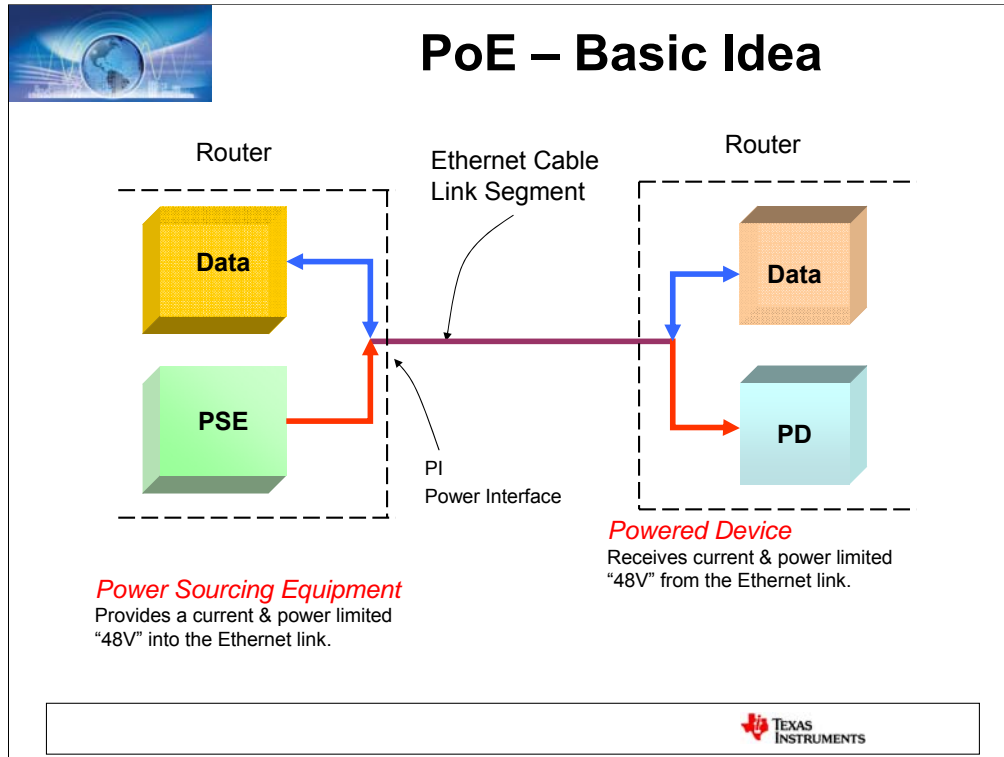 PoE – Basic Idea
Router
Router
Ethernet Cable
Link Segment
Data
Data
PSE
PD
PI
Power Interface
Powered Device
Receives current & power limited
“48V” from the Ethernet link.
Power Sourcing Equipment
Provides a current & power limited
“48V” into the Ethernet link.
TEXAS
INSTRUMENTS